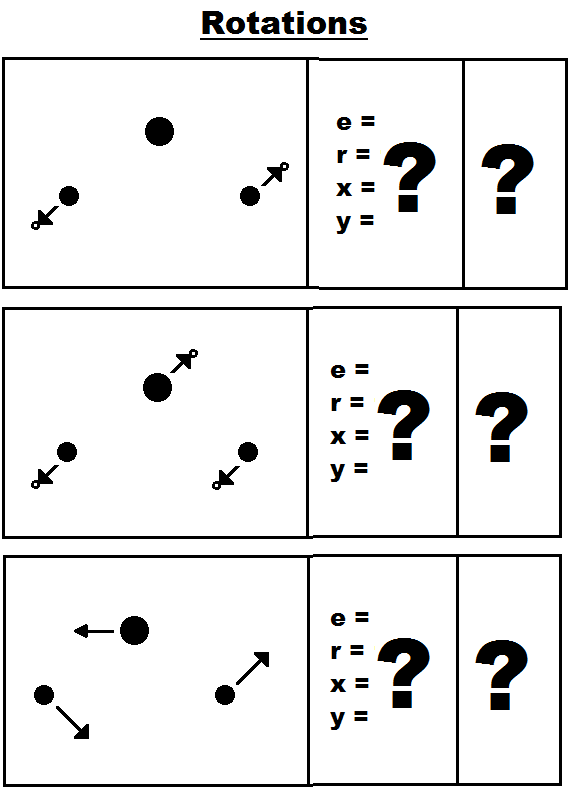 Rotations
e =
r =
x =
y =
?
?
e =
r =
x =
y =
?
?
e =
r =
x =
y =
?
?